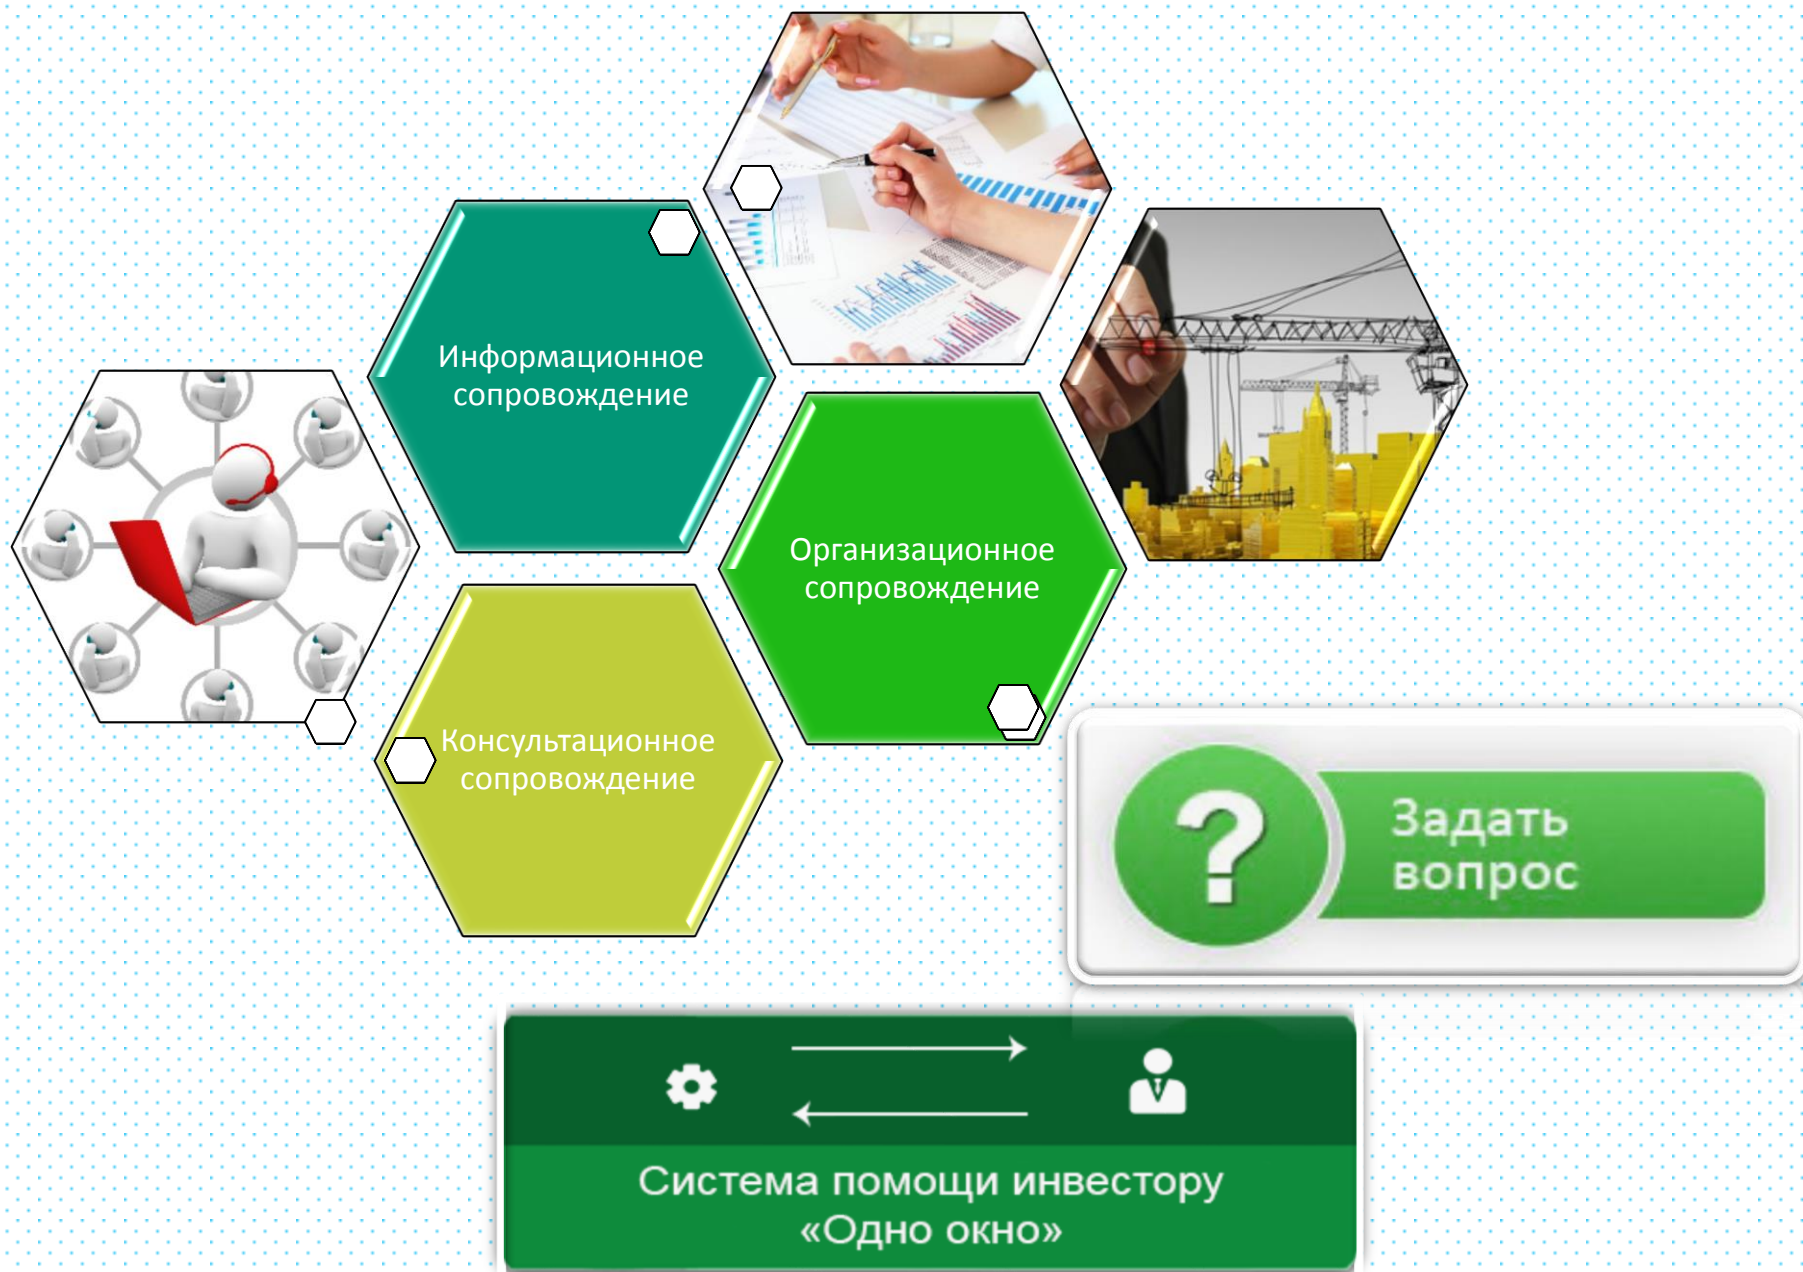 Информационное
сопровождение
Организационное
сопровождение
Консультационное
сопровождение
Задать
вопрос
Система помощи инвестору
«Одно окно»